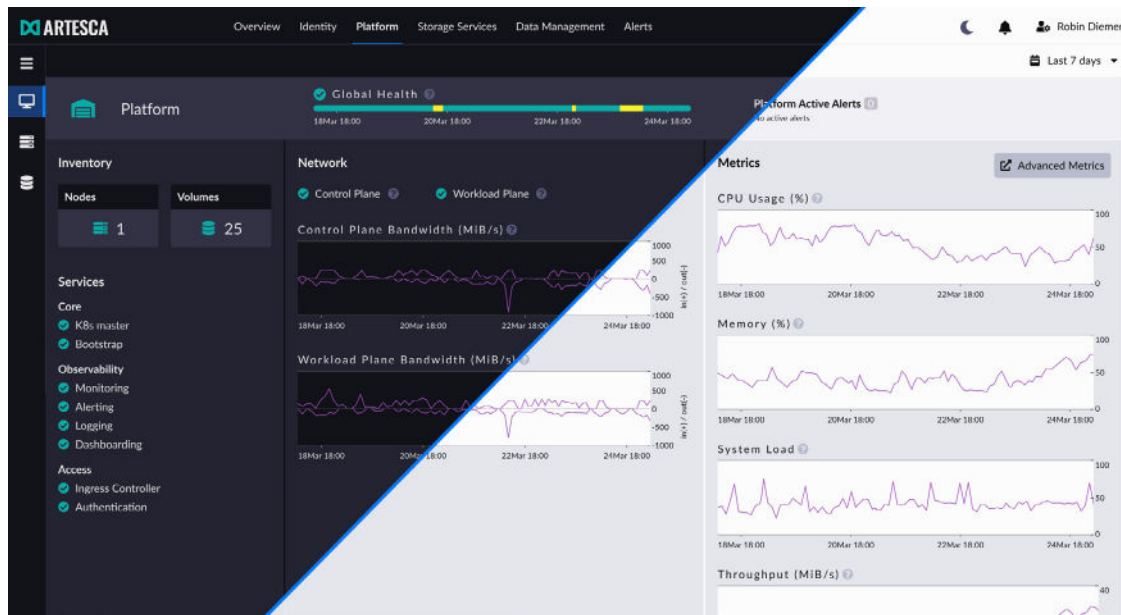 ARTESCA
Overview Identity Platform Storage Services Data Management Alerts Robin Diemer
Last 7 days
Platform
Global Health
18Mar 18:00 20Mar 18:00 22Mar 18:00 24Mar 18:00
Platform Active Alerts 0
No active alerts
Inventory
Nodes Volumes
1 25
Services
Core
K8s master
Bootstrap
Observability
Monitoring
Alerting
Logging
Dashboarding
Access
Ingress Controller
Authentication
Network
Control Plane Workload Plane
Control Plane Bandwidth (MiB/s)
1000
500
0
-500
-1000
in(+) / out(-)
18Mar 18:00 20Mar 18:00 22Mar 18:00 24Mar 18:00
Workload Plane Bandwidth (MiB/s)
1000
500
0
-500
-1000
in(+) / out(-)
18Mar 18:00 20Mar 18:00 22Mar 18:00 24Mar 18:00
Metrics
Advanced Metrics
CPU Usage (%)
100
50
0
18Mar 18:00 20Mar 18:00 22Mar 18:00 24Mar 18:00
Memory (%)
100
50
0
18Mar 18:00 20Mar 18:00 22Mar 18:00 24Mar 18:00
System Load
100
50
0
18Mar 18:00 20Mar 18:00 22Mar 18:00 24Mar 18:00
Throughput (MiB/s)
40